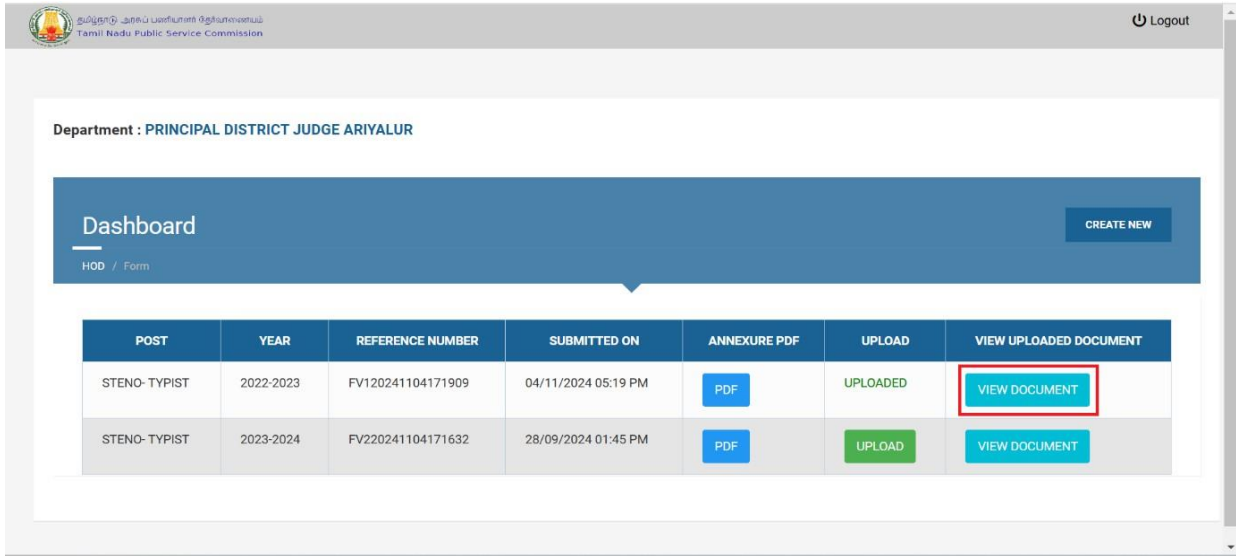 தமிழ்நாடு அரசுப் பணியாளர் தேர்வாணையம்
Tamil Nadu Public Service Commission
Logout
Department : PRINCIPAL DISTRICT JUDGE ARIYALUR
Dashboard
CREATE NEW
HOD / Form
POST YEAR REFERENCE NUMBER SUBMITTED ON ANNEXURE PDF UPLOAD VIEW UPLOADED DOCUMENT
STENO- TYPIST 2022-2023 FV120241104171909 04/11/2024 05:19 PM PDF UPLOADED VIEW DOCUMENT
STENO- TYPIST 2023-2024 FV220241104171632 28/09/2024 01:45 PM PDF UPLOAD VIEW DOCUMENT